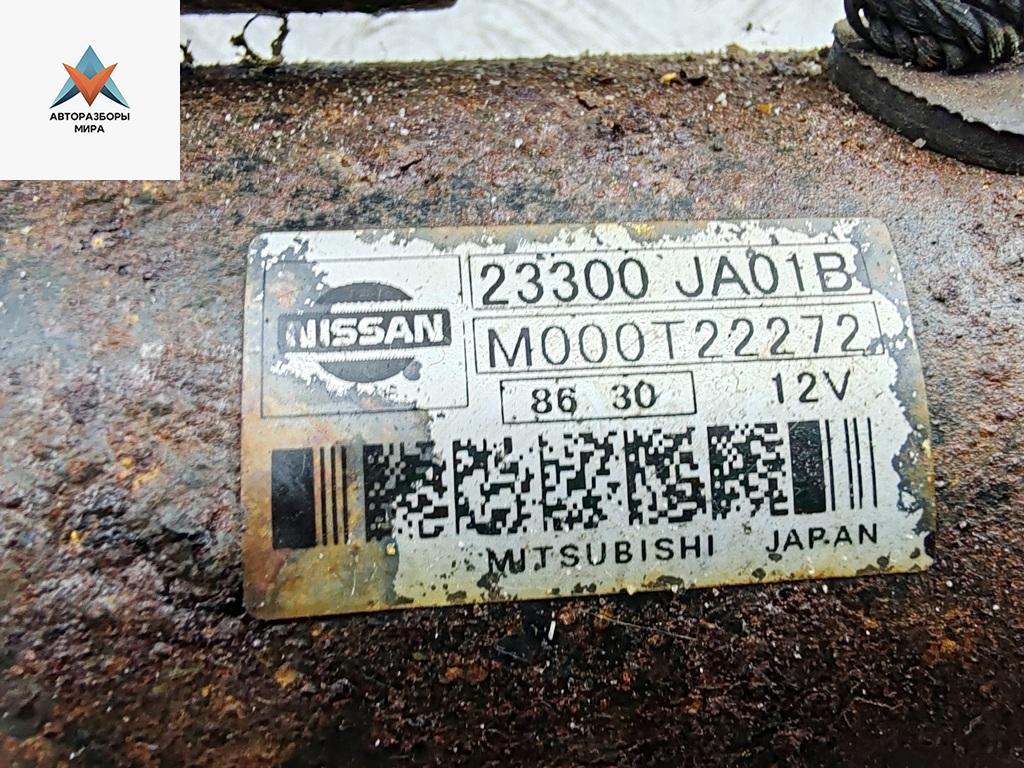 АВТОРАЗБОРЫ
МИРА
NISSAN
23300 JA01B
M000T22272
86 30
12V
MITSUBISHI
JAPAN